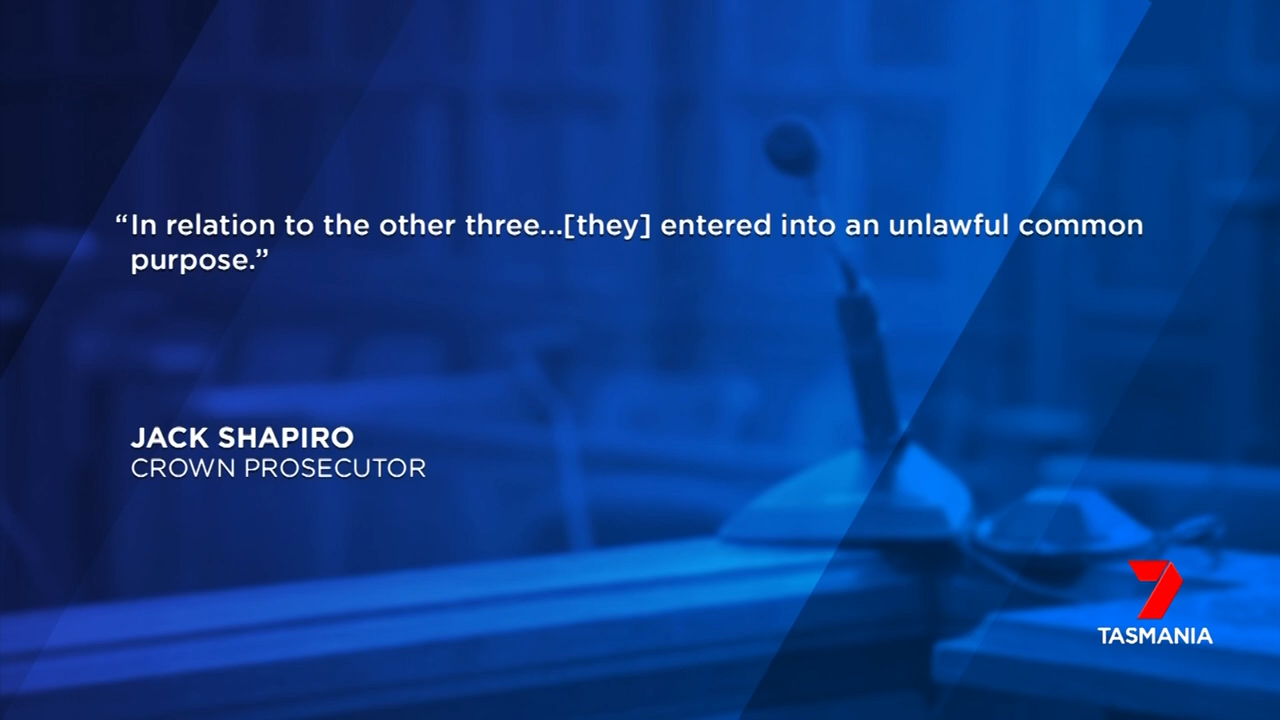 “In relation to the other three...[they] entered into an unlawful common
purpose.”
JACK SHAPIRO
CROWN PROSECUTOR
7
TASMANIA